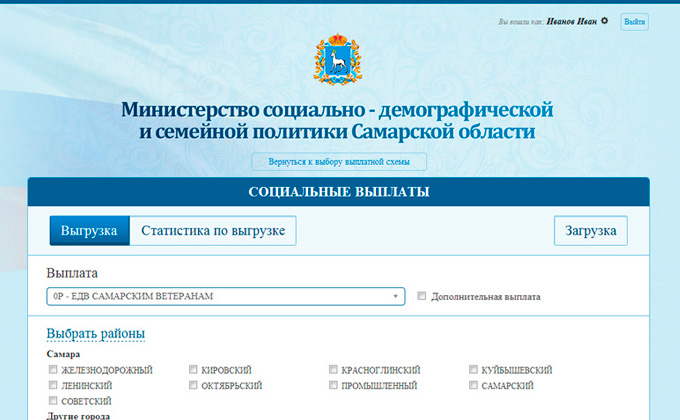 Вы вошли как: Иванов Иван Выйти
Министерство социально - демографической
и семейной политики Самарской области
Вернуться к выбору выплатной схемы
СОЦИАЛЬНЫЕ ВЫПЛАТЫ
Выгрузка Статистика по выгрузке Загрузка
Выплата
0Р - ЕДВ САМАРСКИМ ВЕТЕРАНАМ Дополнительная выплата
Выбрать районы
Самара
ЖЕЛЕЗНОДОРОЖНЫЙ КИРОВСКИЙ КРАСНОГЛИНСКИЙ КУЙБЫШЕВСКИЙ
ЛЕНИНСКИЙ ОКТЯБРЬСКИЙ ПРОМЫШЛЕННЫЙ САМАРСКИЙ
СОВЕТСКИЙ
Другие города